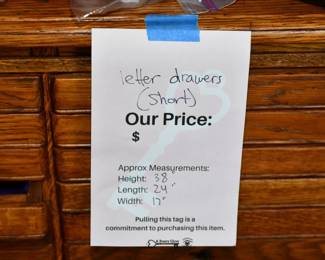 letter drawers
(short)
Our Price:
$
Approx Measurements:
Height: 38
Length: 24"
Width: 17"
Pulling this tag is a
commitment to purchasing this item.